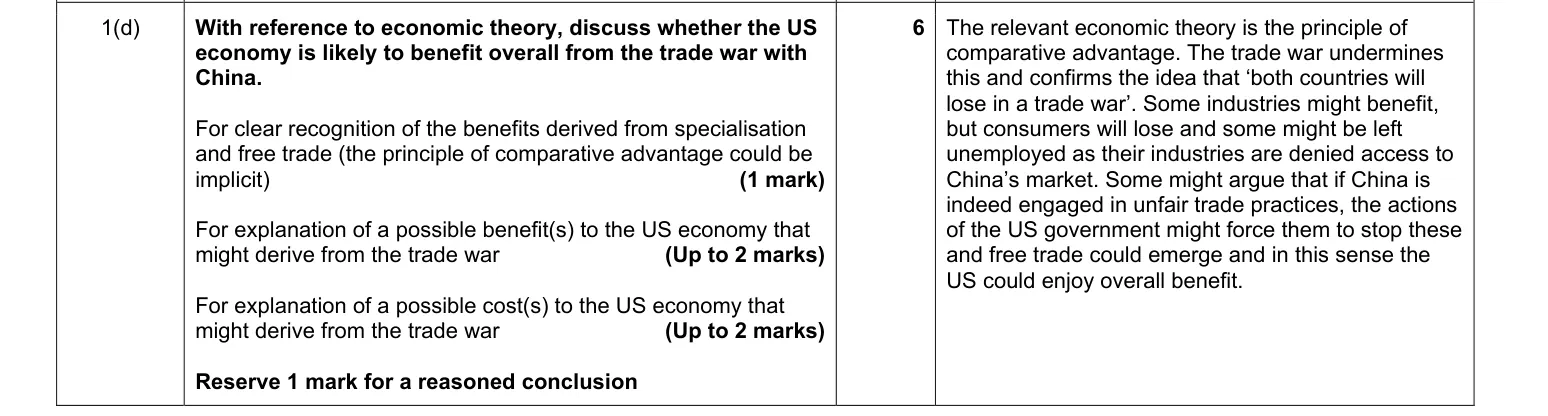 1(d)
With reference to economic theory, discuss whether the US
economy is likely to benefit overall from the trade war with
China.
For clear recognition of the benefits derived from specialisation
and free trade (the principle of comparative advantage could be
implicit) (1 mark)
For explanation of a possible benefit(s) to the US economy that
might derive from the trade war (Up to 2 marks)
For explanation of a possible cost(s) to the US economy that
might derive from the trade war (Up to 2 marks)
Reserve 1 mark for a reasoned conclusion
6
The relevant economic theory is the principle of
comparative advantage. The trade war undermines
this and confirms the idea that ‘both countries will
lose in a trade war’. Some industries might benefit,
but consumers will lose and some might be left
unemployed as their industries are denied access to
China’s market. Some might argue that if China is
indeed engaged in unfair trade practices, the actions
of the US government might force them to stop these
and free trade could emerge and in this sense the
US could enjoy overall benefit.